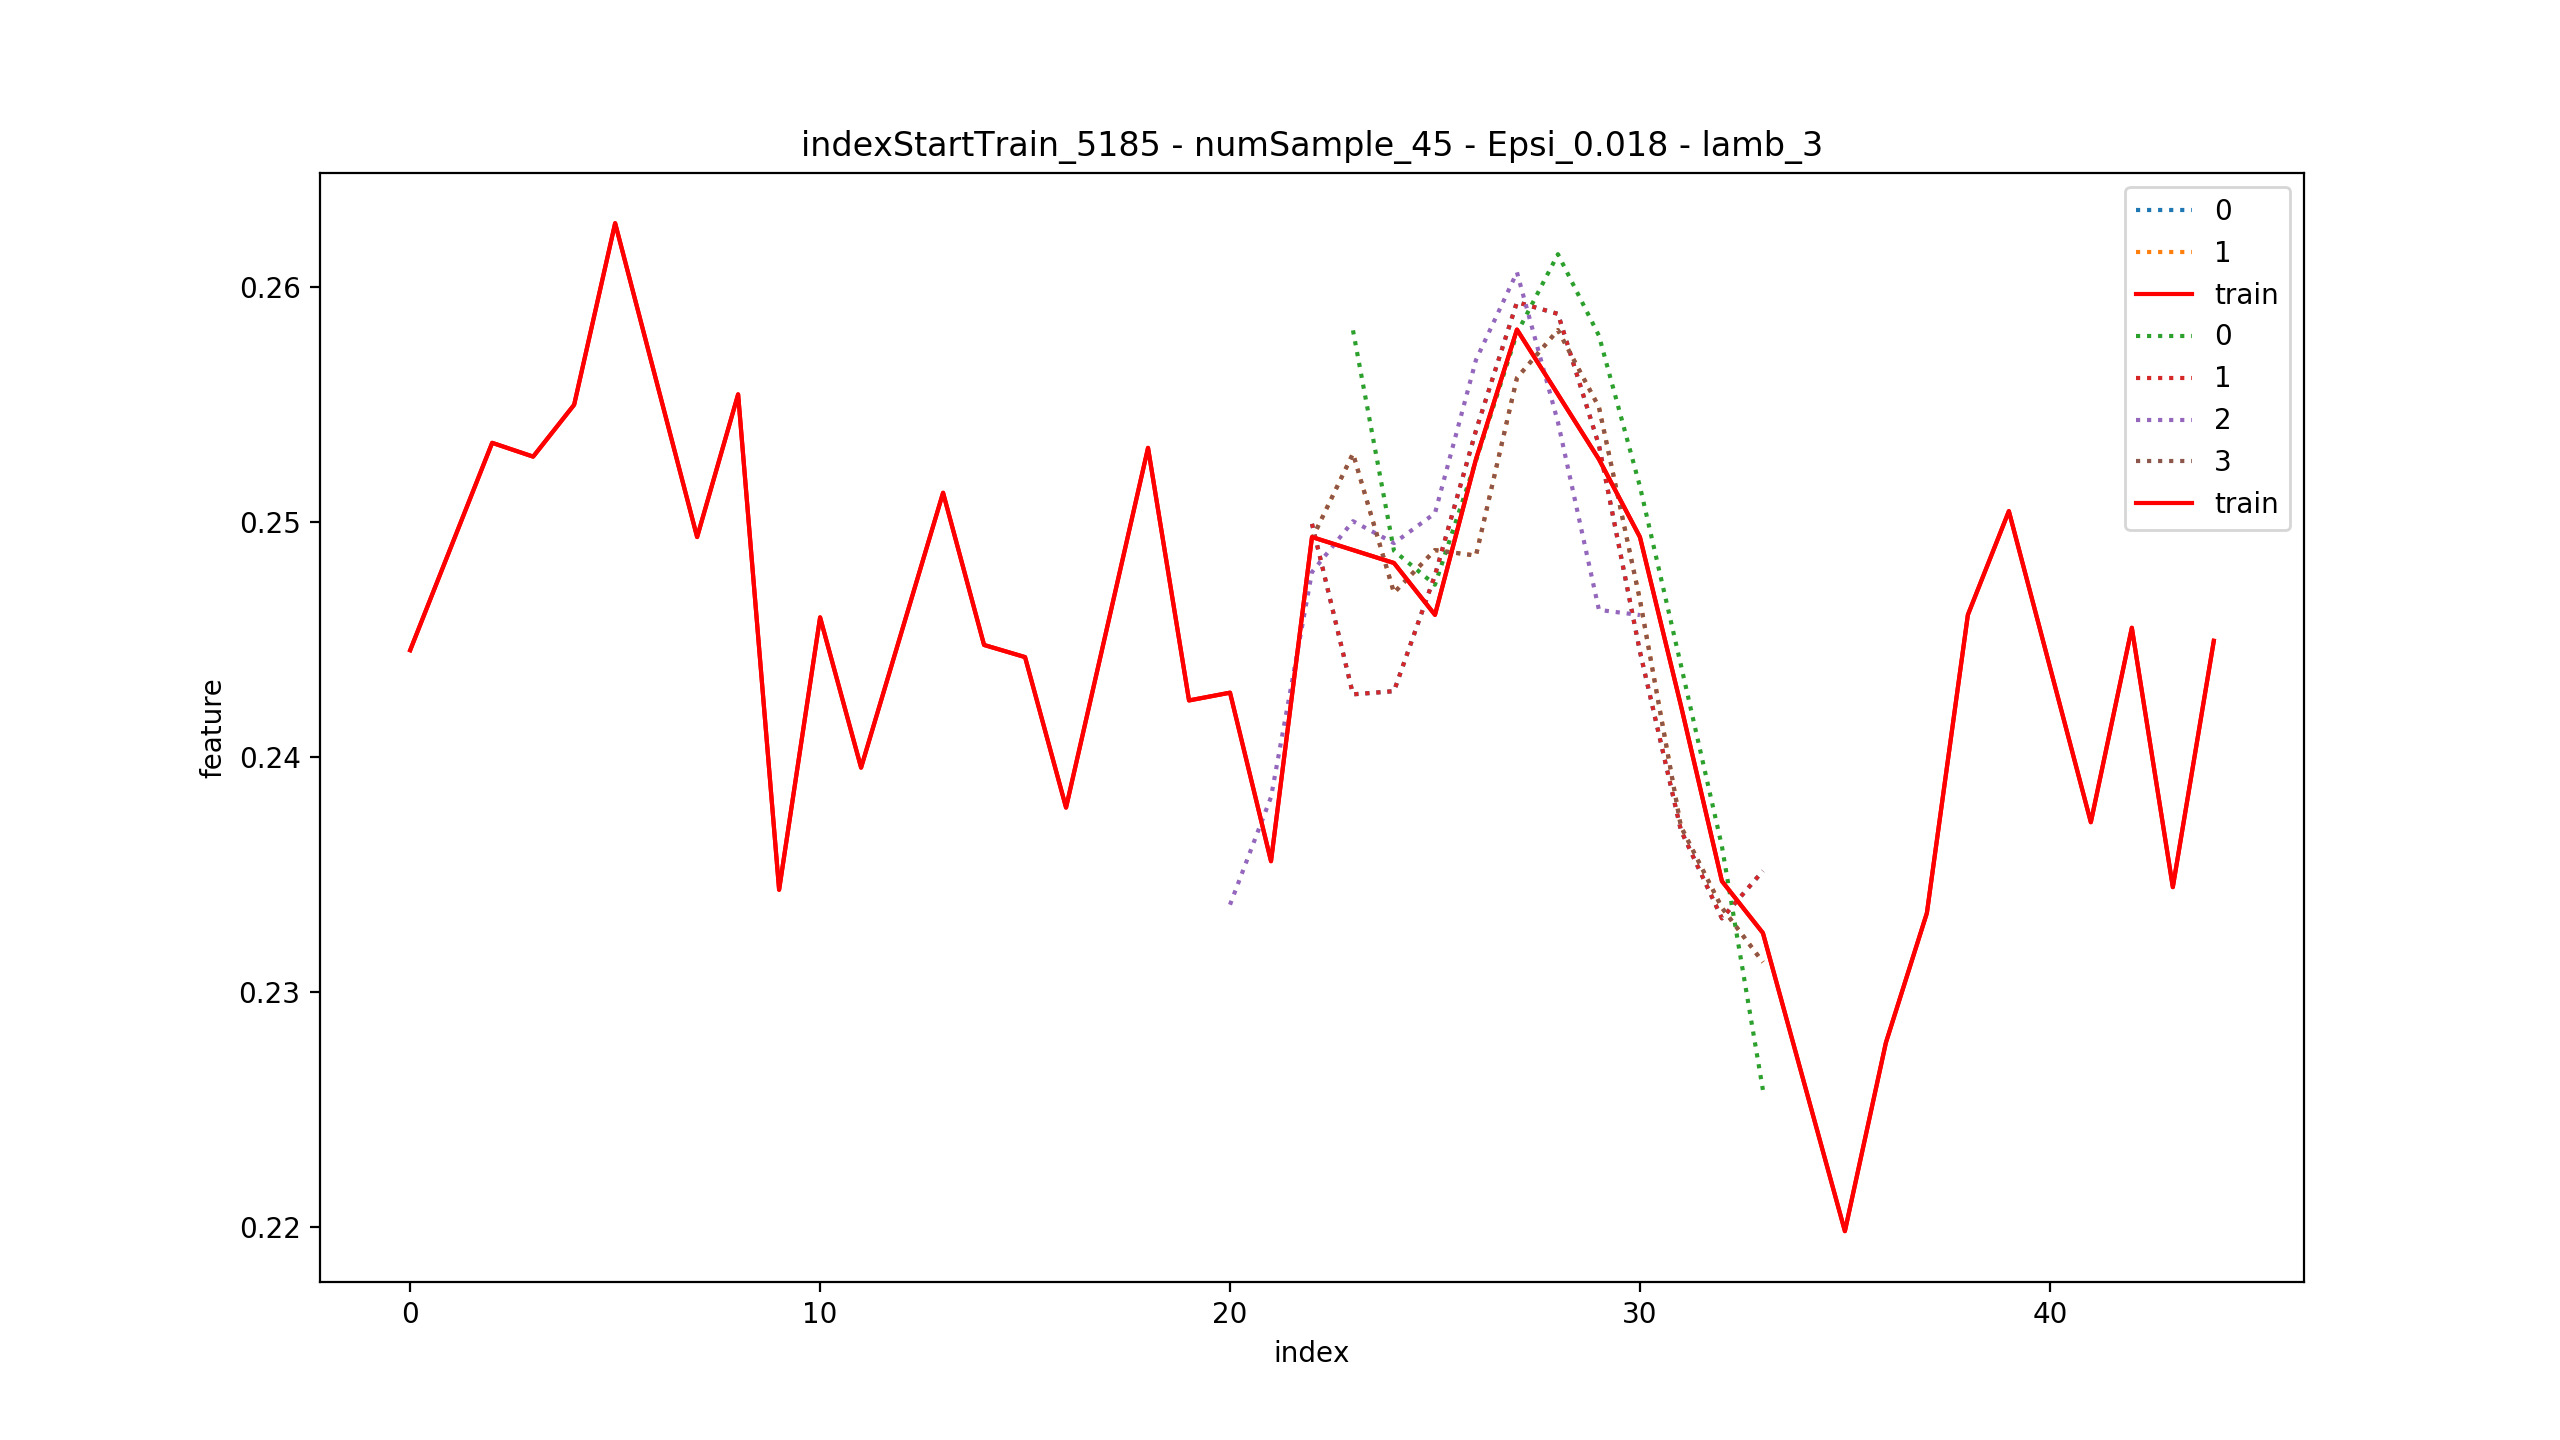 indexStartTrain_5185 - numSample_45 - Epsi_0.018 - lamb_3
0
1
train
0
1
2
3
train
0.26
0.25
0.24
0.23
0.22
feature
0 10 20 30 40
index